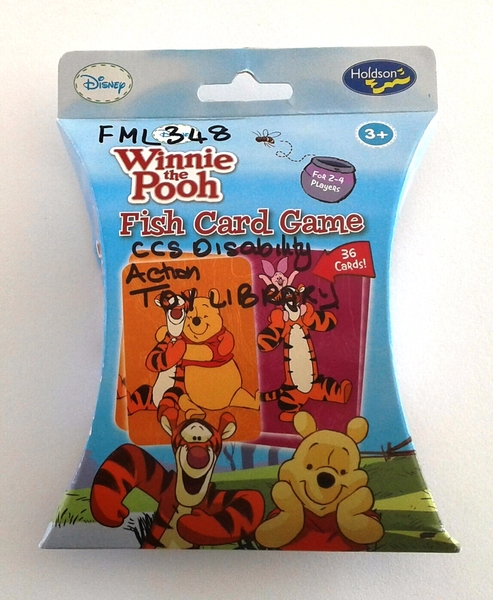 Disney
Holdson
FML348
3+
Winnie
the
Pooh
FOR 2-4
PLAYERS
Fish Card Game
CCS Disability
Action
TOY LIBRARY
36
CARDS!